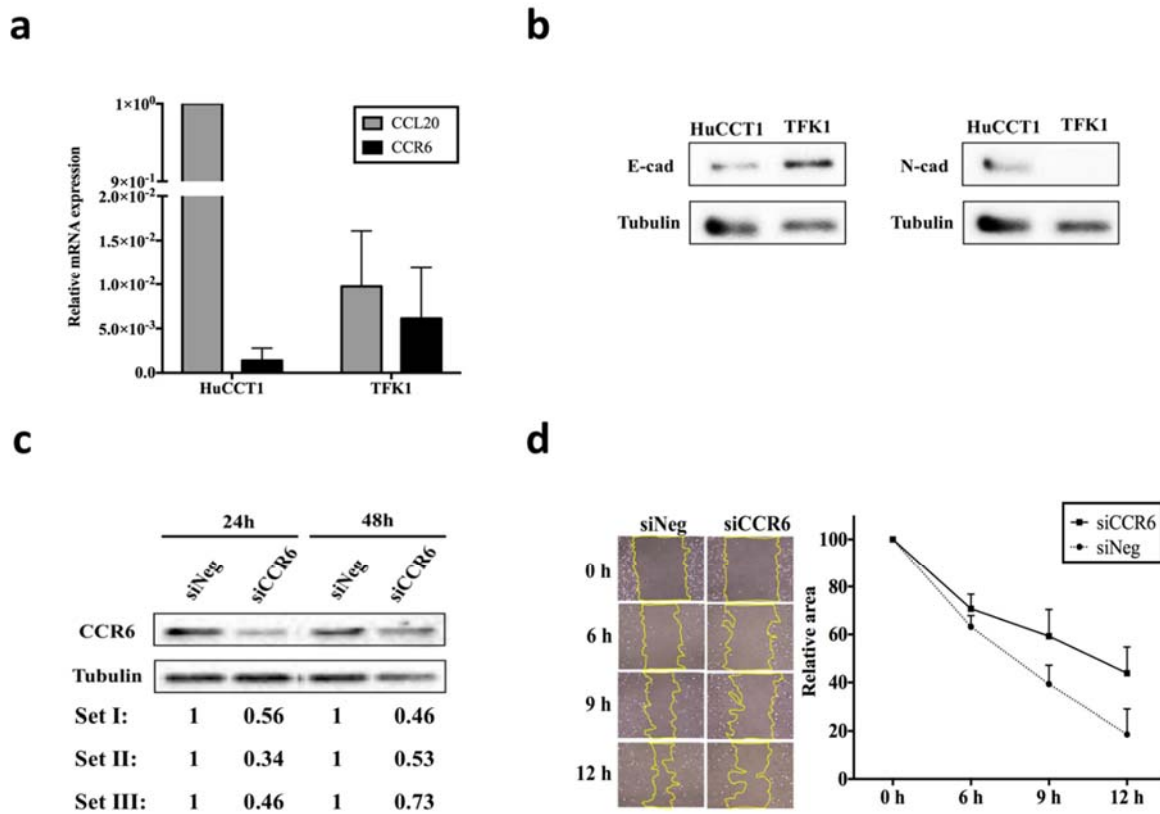 a
1×10⁰
9×10⁻¹
2.0×10⁻²
1.5×10⁻²
1.0×10⁻²
5.0×10⁻³
0.0
Relative mRNA expression
CCL20
CCR6
HuCCT1 TFK1
b
HuCCT1 TFK1
E-cad
Tubulin
HuCCT1 TFK1
N-cad
Tubulin
c
24h 48h
siNeg siCCR6 siNeg siCCR6
CCR6
Tubulin
Set I: 1 0.56 1 0.46
Set II: 1 0.34 1 0.53
Set III: 1 0.46 1 0.73
d
siNeg siCCR6
0 h
6 h
9 h
12 h
siCCR6
siNeg
Relative area
100
80
60
40
20
0
0 h 6 h 9 h 12 h